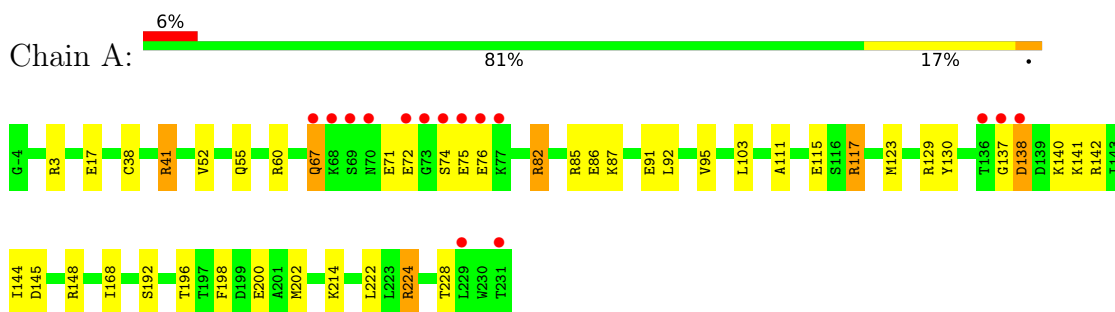 6%
Chain A:
81% 17% •
G-4 R3 E17 C38 R41 V52 Q55 R60 Q67 K68 S69 N70 E71 E72 G73 S74 E75 E76 K77 R82 R85 E86 K87 E91 L92 V95 L103 A111 E115 S116 R117 M123 R129 Y130 T136 G137 D138 D139 K140 K141 R142 I143
I144 D145 R148 I168 S192 T196 T197 F198 D199 E200 A201 M202 K214 L222 L223 R224 T228 L229 W230 T231